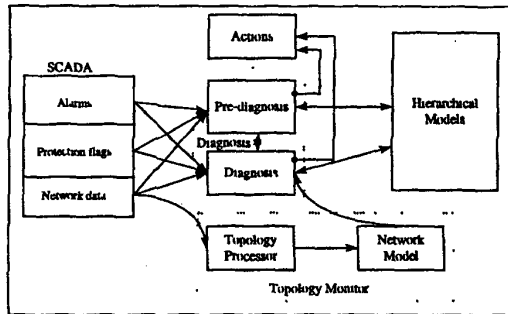 Actions
SCADA
Alarms
Protection flags
Network data
Pre-diagnosis
Diagnosis
Diagnosis
Hierarchical
Models
Topology
Processor
Network
Model
Topology Monitor